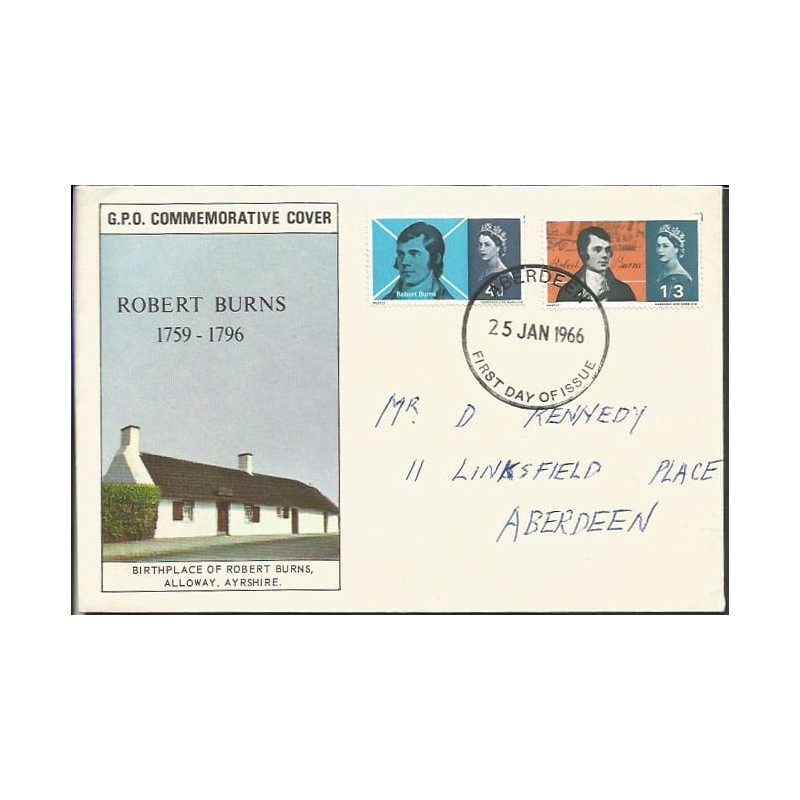 G.P.O. COMMEMORATIVE COVER
ROBERT BURNS
1759 - 1796
BIRTHPLACE OF ROBERT BURNS,
ALLOWAY, AYRSHIRE.
Robert Burns
4D
Robert Burns
1/3
ABERDEEN
25 JAN 1966
FIRST DAY OF ISSUE
MR D KENNEDY
11 LINKSFIELD PLACE
ABERDEEN